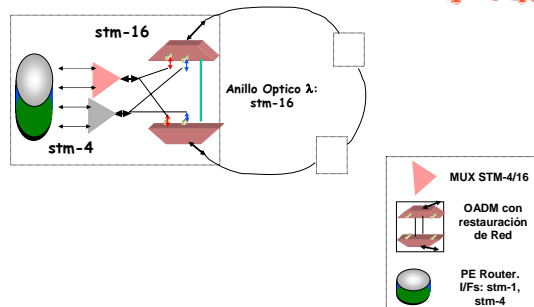 stm-16
Anillo Optico λ:
stm-16
stm-4
MUX STM-4/16
OADM con
restauración
de Red
PE Router.
I/Fs: stm-1,
stm-4